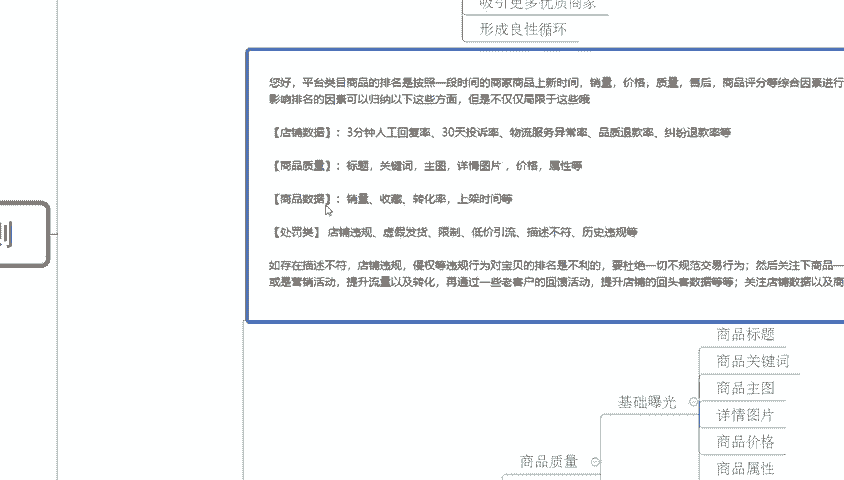 吸引更多优质商家
形成良性循环
您好，平台类目商品的排名是按照一段时间的商家商品上新时间，销量，价格，质量，售后，商品评分等综合因素进行
影响排名的因素可以归纳以下这些方面，但是不仅仅局限于这些哦
【店铺数据】：3分钟人工回复率、30天投诉率、物流服务异常率、品质退款率、纠纷退款率等
【商品质量】：标题，关键词，主图，详情图片 ，价格，属性等
【商品数据】：销量、收藏、转化率，上架时间等
【处罚类】 店铺违规、虚假发货、限制、低价引流、描述不符、历史违规等
如存在描述不符，店铺违规，侵权等违规行为对宝贝的排名是不利的，要杜绝一切不规范交易行为；然后关注下商品一
或是营销活动，提升流量以及转化，再通过一些老客户的回馈活动，提升店铺的回头客数据等等；关注店铺数据以及商
则
商品标题
商品关键词
商品主图
基础曝光
详情图片
商品价格
商品质量
商品属性